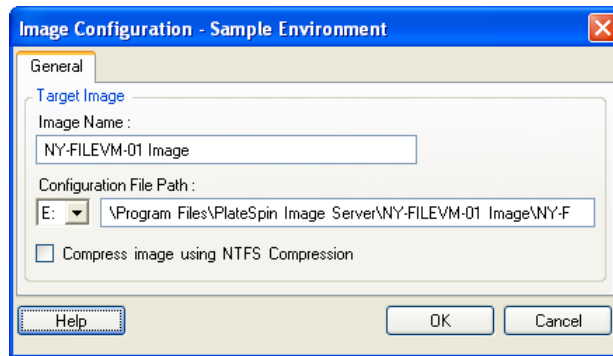 Image Configuration - Sample Environment
General
Target Image
Image Name :
NY-FILEVM-01 Image
Configuration File Path :
E: \Program Files\PlateSpin Image Server\NY-FILEVM-01 Image\NY-F
Compress image using NTFS Compression
Help OK Cancel